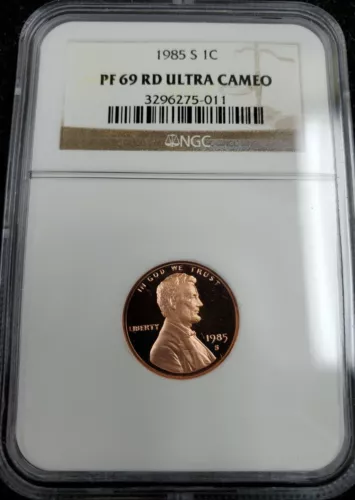 1985 S 1C
PF 69 RD ULTRA CAMEO
3296275-011
NGC
IN GOD WE TRUST
LIBERTY
1985
S